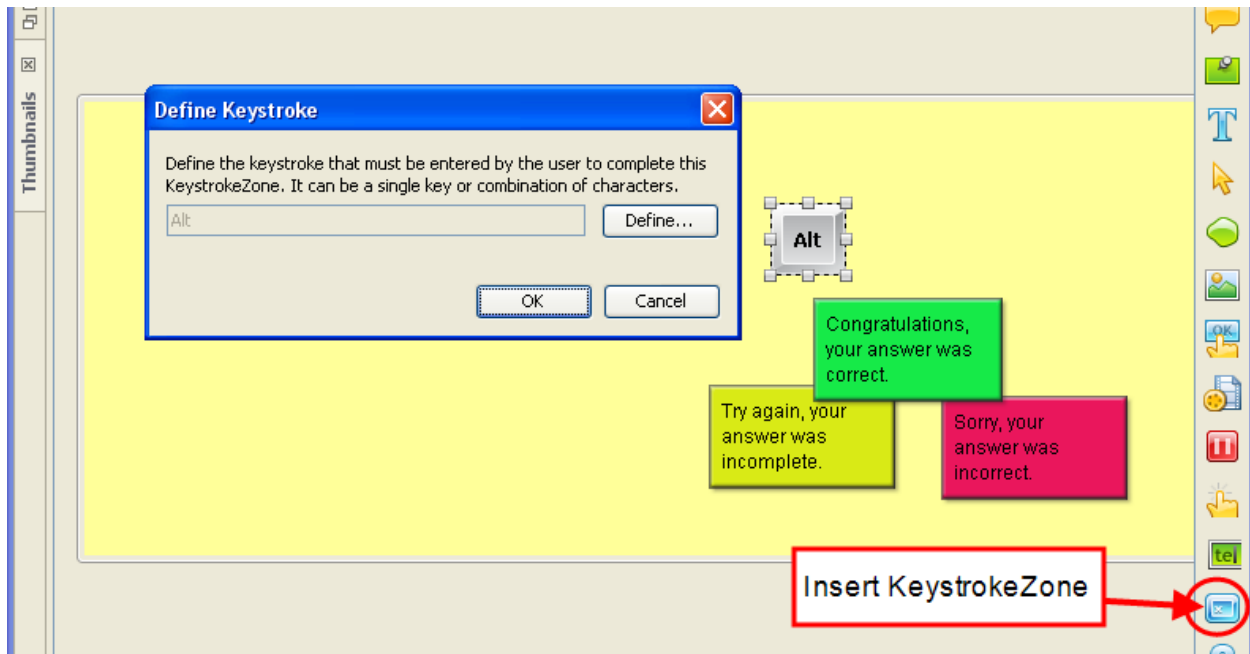 Thumbnails
Define Keystroke
Define the keystroke that must be entered by the user to complete this
KeystrokeZone. It can be a single key or combination of characters.
Alt
Define...
OK
Cancel
Alt
Congratulations,
your answer was
correct.
Try again, your
answer was
incomplete.
Sorry, your
answer was
incorrect.
Insert KeystrokeZone
T
OK
te